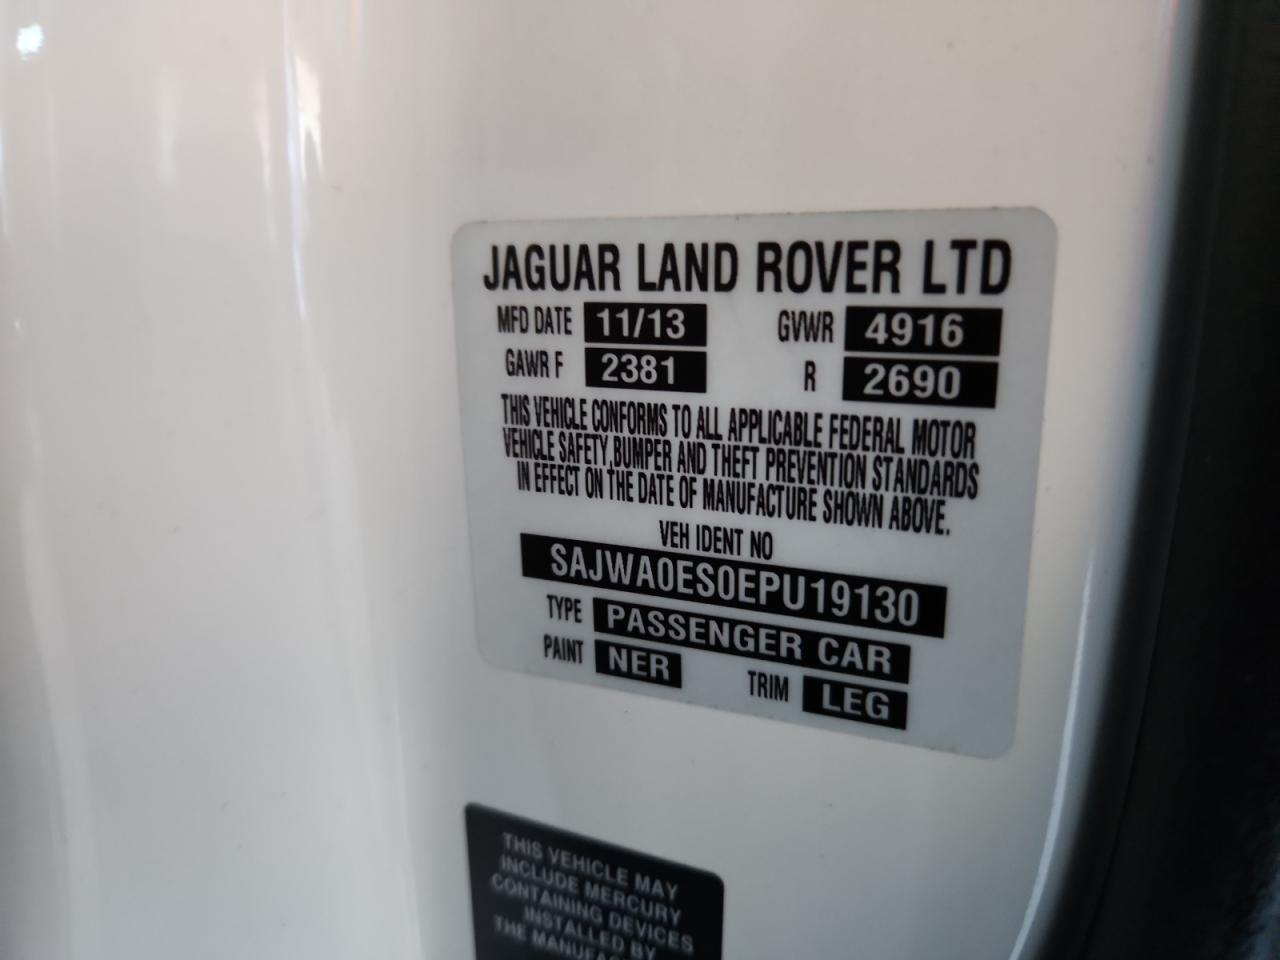 JAGUAR LAND ROVER LTD
MFD DATE 11/13 GVWR 4916
GAWR F 2381 R 2690
THIS VEHICLE CONFORMS TO ALL APPLICABLE FEDERAL MOTOR
VEHICLE SAFETY,BUMPER AND THEFT PREVENTION STANDARDS
IN EFFECT ON THE DATE OF MANUFACTURE SHOWN ABOVE.
VEH IDENT NO
SAJWA0ES0EPU19130
TYPE PASSENGER CAR
PAINT NER TRIM LEG
THIS VEHICLE MAY
INCLUDE MERCURY
CONTAINING DEVICES
INSTALLED BY
THE